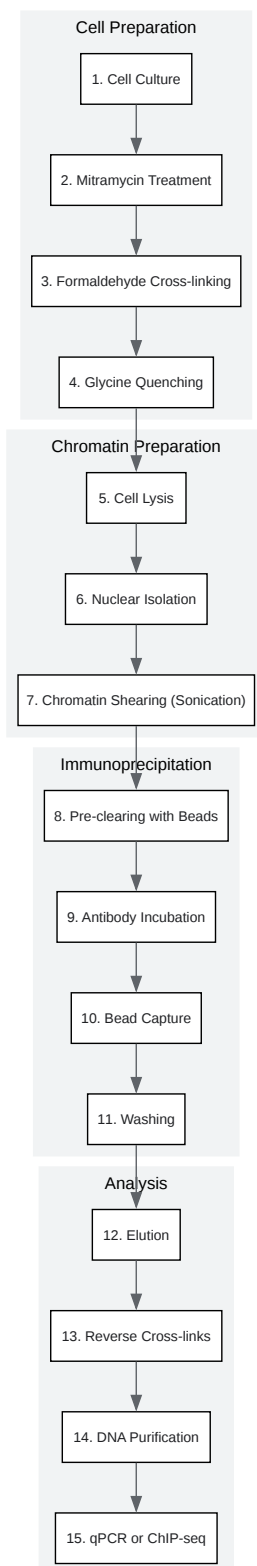 Cell Preparation
1. Cell Culture
2. Mitramycin Treatment
3. Formaldehyde Cross-linking
4. Glycine Quenching
Chromatin Preparation
5. Cell Lysis
6. Nuclear Isolation
7. Chromatin Shearing (Sonication)
Immunoprecipitation
8. Pre-clearing with Beads
9. Antibody Incubation
10. Bead Capture
11. Washing
Analysis
12. Elution
13. Reverse Cross-links
14. DNA Purification
15. qPCR or ChIP-seq